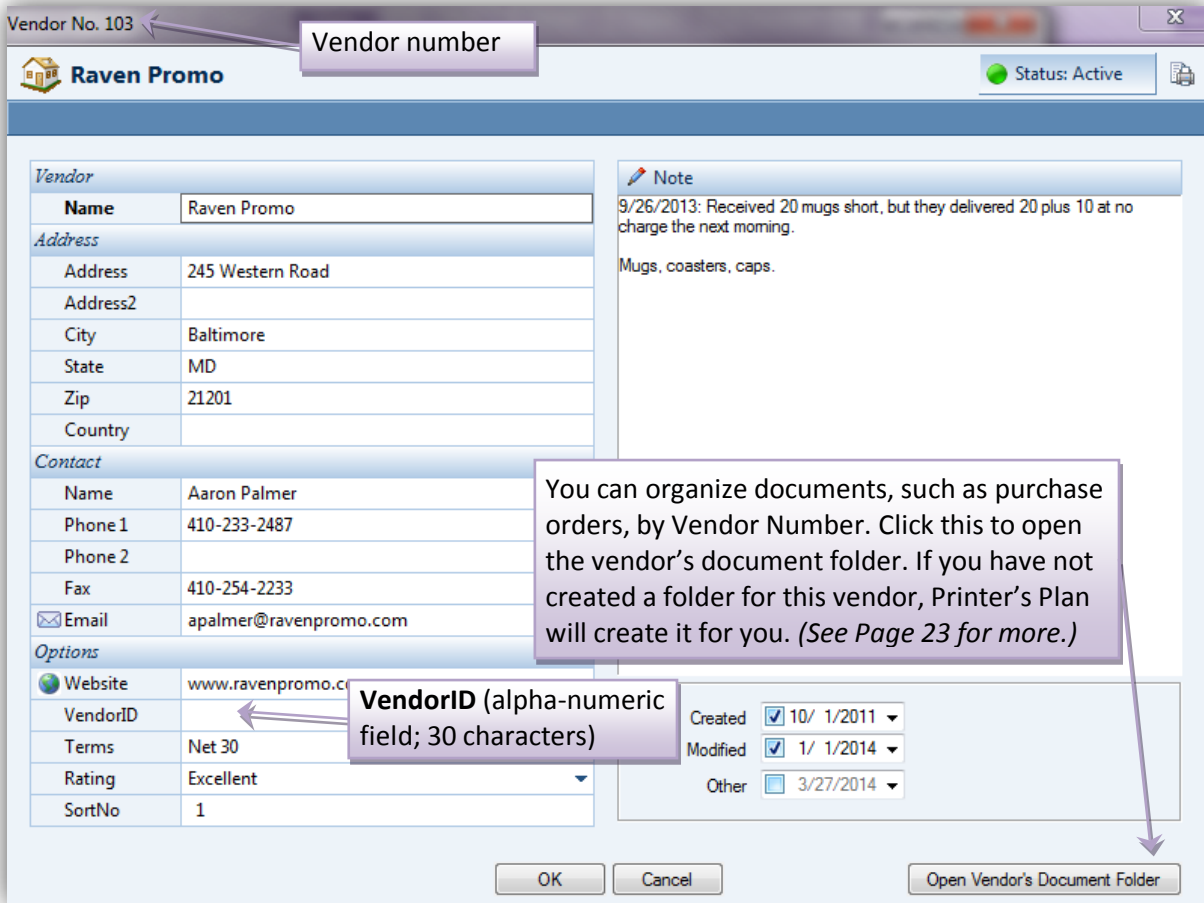 Vendor No. 103
Vendor number
Raven Promo
Status: Active
Vendor
Name Raven Promo
Address
Address 245 Western Road
Address2
City Baltimore
State MD
Zip 21201
Country
Contact
Name Aaron Palmer
Phone 1 410-233-2487
Phone 2
Fax 410-254-2233
Email apalmer@ravenpromo.com
Options
Website www.ravenpromo.c
VendorID
Terms Net 30
Rating Excellent
SortNo 1
VendorID (alpha-numeric
field; 30 characters)
Note
9/26/2013: Received 20 mugs short, but they delivered 20 plus 10 at no
charge the next morning.
Mugs, coasters, caps.
You can organize documents, such as purchase
orders, by Vendor Number. Click this to open
the vendor’s document folder. If you have not
created a folder for this vendor, Printer’s Plan
will create it for you. (See Page 23 for more.)
Created 10/ 1/2011
Modified 1/ 1/2014
Other 3/27/2014
OK
Cancel
Open Vendor's Document Folder